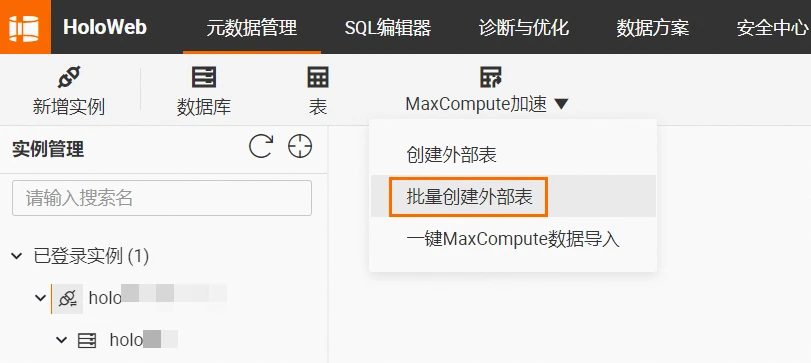 HoloWeb 元数据管理 SQL编辑器 诊断与优化 数据方案 安全中心
新增实例 数据库 表 MaxCompute加速
实例管理
创建外部表
请输入搜索名
批量创建外部表
一键MaxCompute数据导入
已登录实例 (1)
holo
holo